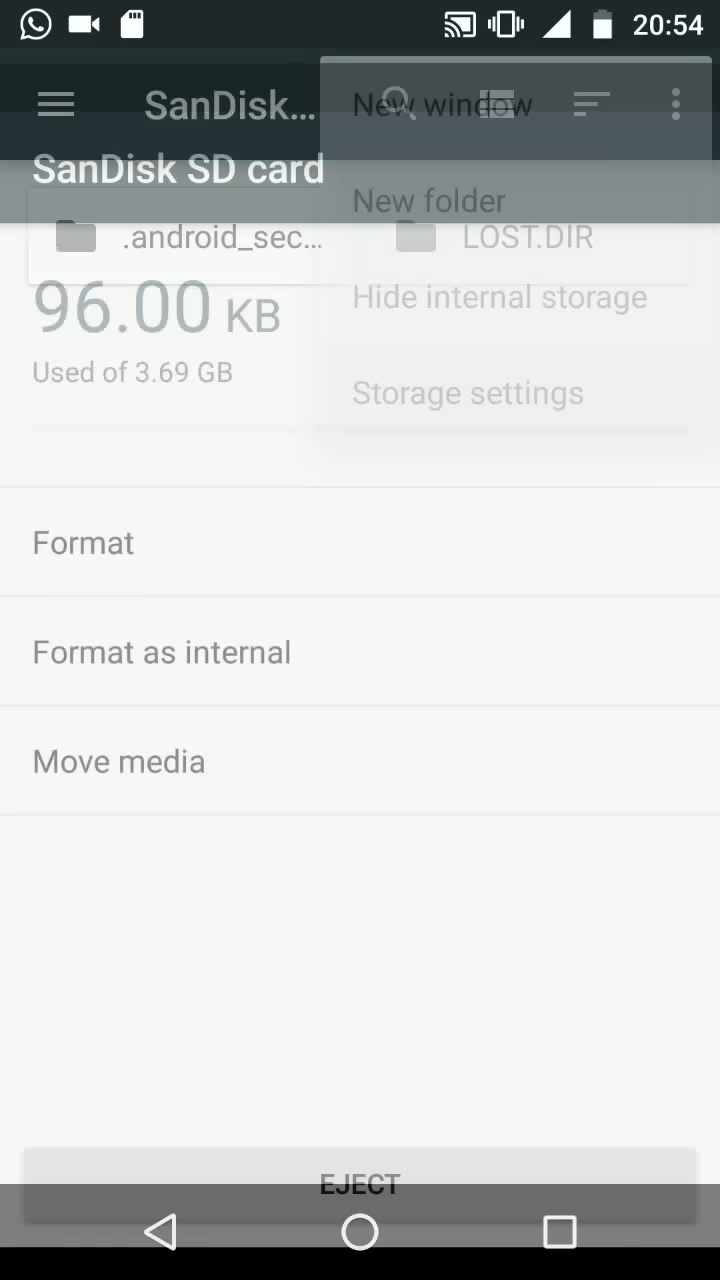 20:54
SanDisk...
New window
SanDisk SD card
New folder
.android_sec...
LOST.DIR
96.00 KB
Hide internal storage
Used of 3.69 GB
Storage settings
Format
Format as internal
Move media
EJECT